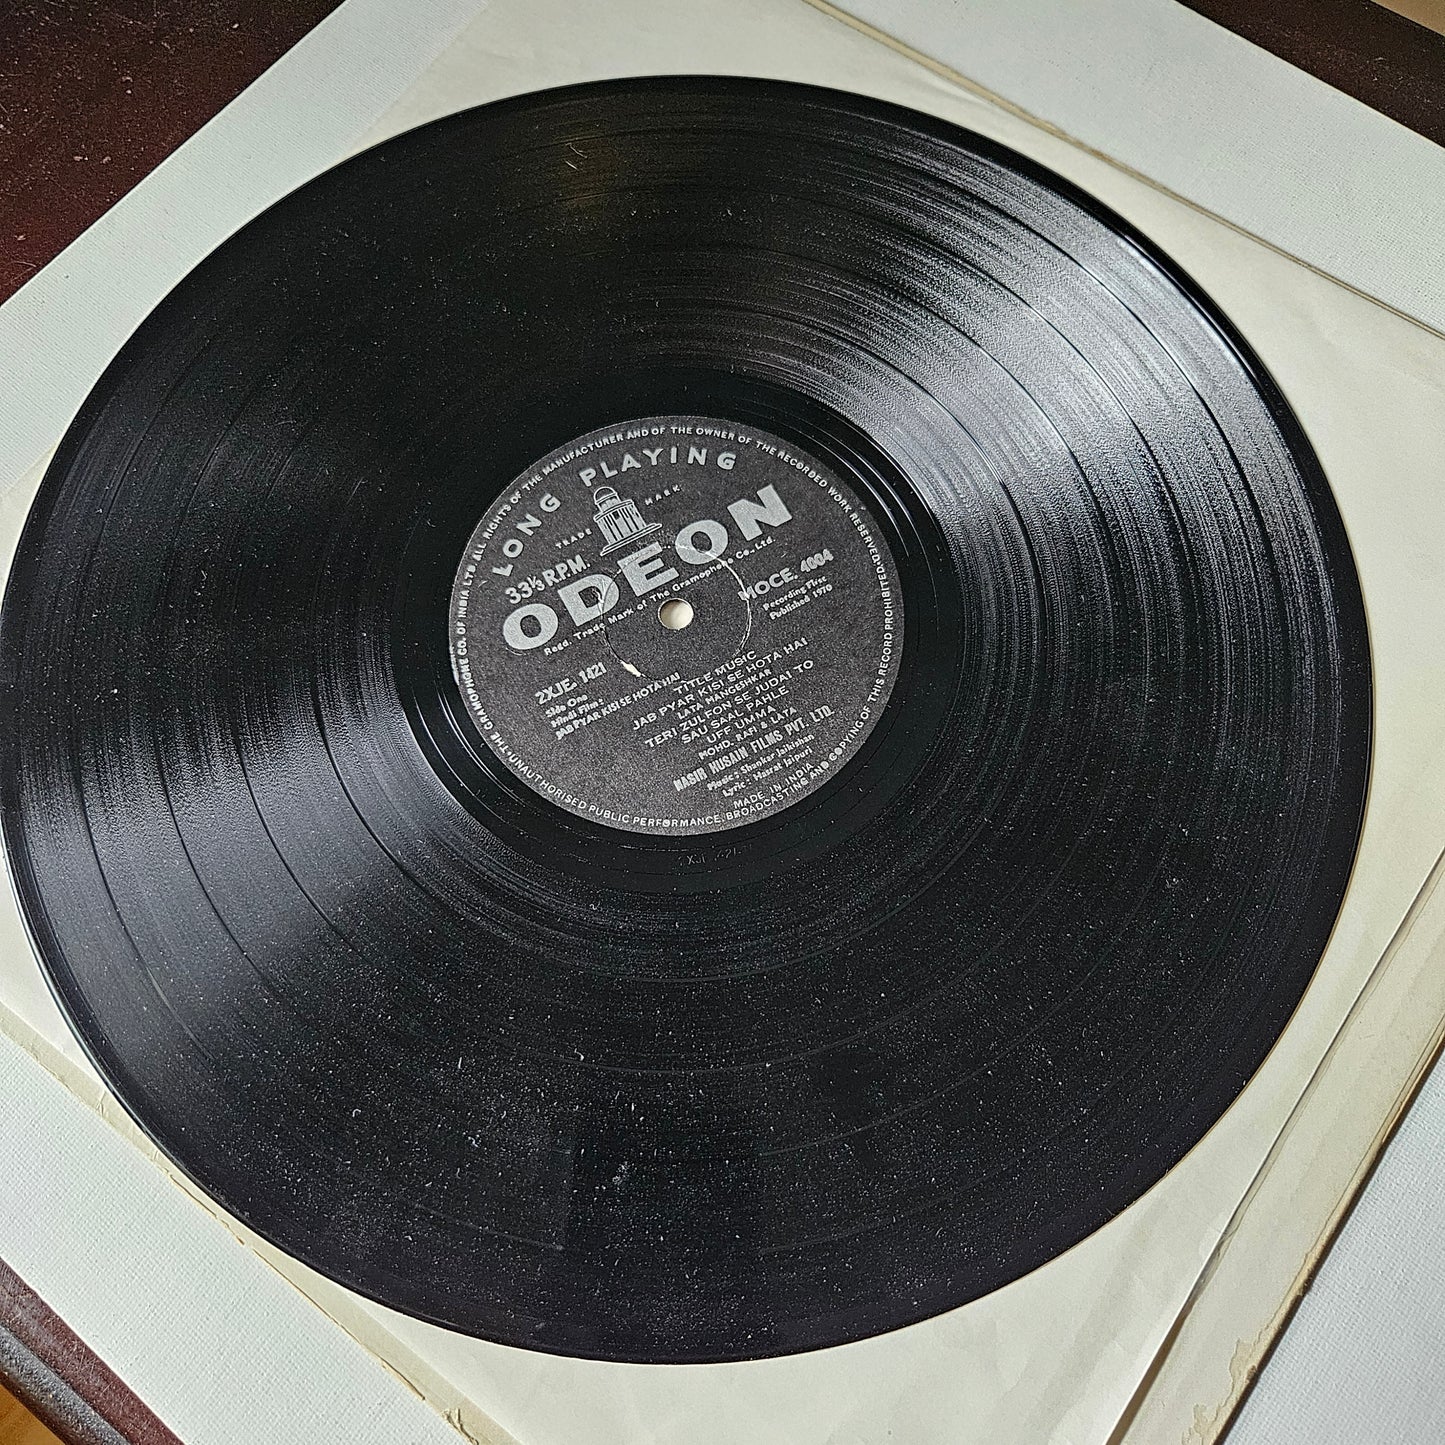 THE GRAMOPHONE CO. OF INDIA LTD ALL RIGHTS OF THE MANUFACTURER AND OF THE OWNER OF THE RECORDED WORK RESERVED
UNAUTHORISED PUBLIC PERFORMANCE, BROADCASTING AND COPYING OF THIS RECORD PROHIBITED
LONG PLAYING
TRADE MARK
33⅓ R.P.M.
ODEON
Regd. Trade Mark of The Gramophone Co. Ltd
MOCE. 4004
Recording First
Published 1970
2XJE. 1421
Side One
Hindi Film:
JAB PYAR KISI SE HOTA HAI
TITLE MUSIC
JAB PYAR KISI SE HOTA HAI
LATA MANGESHKAR
TERI ZULFON SE JUDAI TO
SAU SAAL PAHLE
UFF UMMA
MOHD. RAFI & LATA
NASIR HUSAIN FILMS PVT. LTD.
Music: Shanker Jaikishan
Lyric: Hasrat Jaipuri
MADE IN INDIA